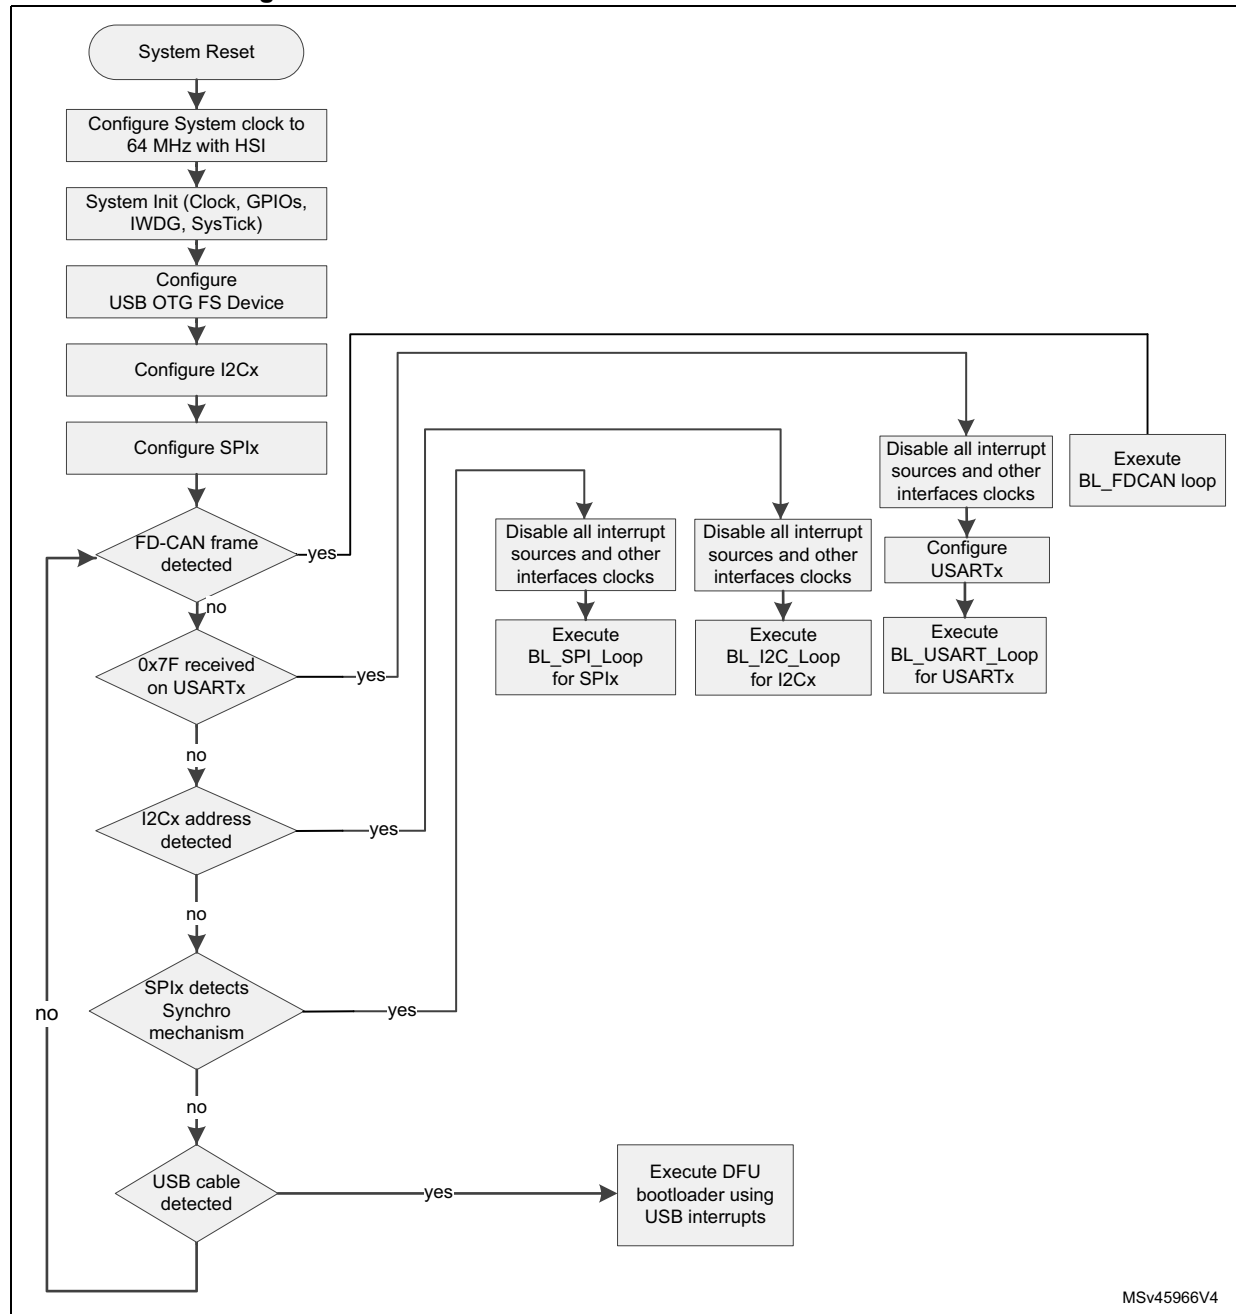 System Reset
Configure System clock to
64 MHz with HSI
System Init (Clock, GPIOs,
IWDG, SysTick)
Configure
USB OTG FS Device
Configure I2Cx
Configure SPIx
FD-CAN frame
detected
yes
no
0x7F received
on USARTx
yes
no
I2Cx address
detected
yes
no
SPIx detects
Synchro
mechanism
yes
no
USB cable
detected
yes
no
Disable all interrupt
sources and other
interfaces clocks
Execute
BL_SPI_Loop
for SPIx
Disable all interrupt
sources and other
interfaces clocks
Execute
BL_I2C_Loop
for I2Cx
Disable all interrupt
sources and other
interfaces clocks
Configure
USARTx
Execute
BL_USART_Loop
for USARTx
Exexute
BL_FDCAN loop
Execute DFU
bootloader using
USB interrupts
MSv45966V4